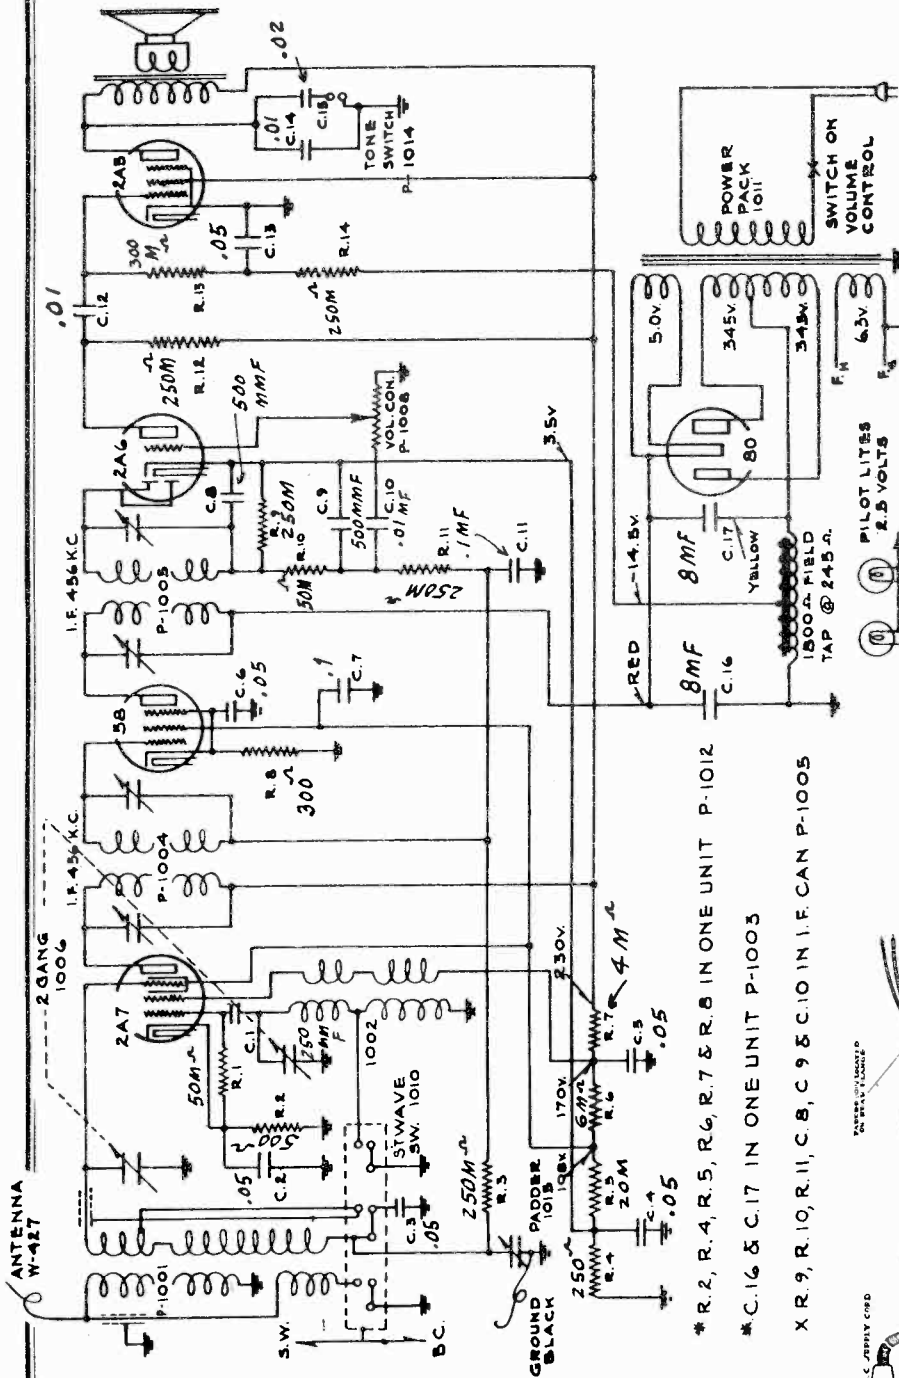 ANTENNA
W-427
2 GANG
1006
P-1001
S.W.
B.C.
2A7
50M Ω
R.1
C.1
250
MM
F
R.2
500
.05
C.2
1002
STWAVE
SW. 1010
C.3
.05
250M Ω
R.3
PADDER
1013
GROUND
BLACK
I.F. 456 K.C.
P-1004
58
C.6
.05
R.8
300
Ω
.1
C.7
I.F. 456 K.C.
P-1005
2A6
C.8
500
MMF
R.9
250M
R.10
50M
C.9
500MMF
C.10
.01MF
R.11
250M
.1MF
C.11
VOL. CON.
P-1008
250M
Ω
R.12
.01
C.12
300
M
Ω
R.13
.05
C.13
R.14
250M
Ω
2A5
.01
C.14
C.15
.02
TONE
SWITCH
P-1014
3.5V
-14.5V.
RED
8MF
C.16
8MF
C.17
YELLOW
80
5.0V.
345V.
345V.
6.3V.
F.H
F.H
POWER
PACK
1011
SWITCH ON
VOLUME
CONTROL
1800 Ω FIELD
TAP @ 245 Ω
PILOT LITES
2.5 VOLTS
250 Ω
R.4
C.4
.05
R.5
20M
108V.
6M Ω
R.6
170V.
R.7
4M Ω
230V.
C.5
.05
* R.2, R.4, R.5, R.6, R.7 & R.8 IN ONE UNIT P-1012
* C.16 & C.17 IN ONE UNIT P-1003
X R.9, R.10, R.11, C.8, C 9 & C.10 IN I.F. CAN P-1005
LOCATED
C SUPPLY CORD